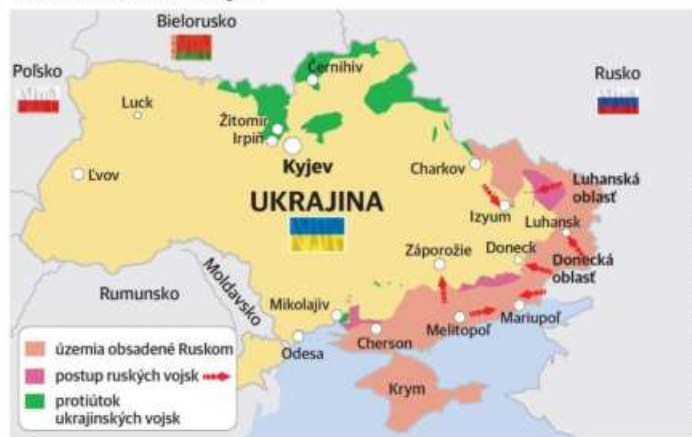 Bielorusko
Poľsko
Rusko
Černihiv
Luck
Žitomir
Irpiň
Kyjev
Ľvov
Charkov
UKRAJINA
Luhanská
oblasť
Izyum
Luhansk
Záporožie
Doneck
Donecká
oblasť
Moldavsko
Rumunsko
Mikolajiv
Mariupoľ
Melitopoľ
Cherson
Odesa
Krym
územia obsadené Ruskom
postup ruských vojsk
protiútok
ukrajinských vojsk